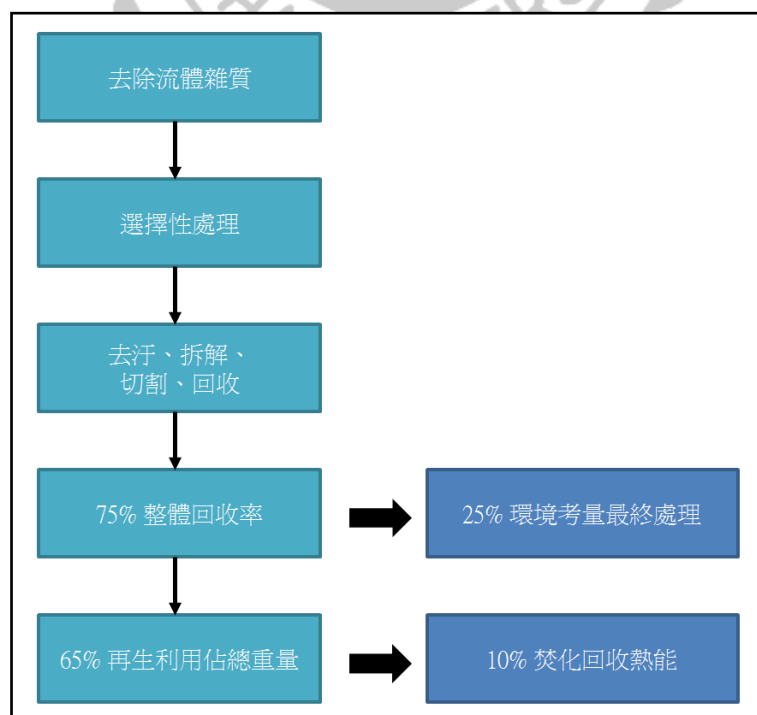 去除流體雜質
選擇性處理
去汙、拆解、
切割、回收
75% 整體回收率
25% 環境考量最終處理
65% 再生利用佔總重量
10% 焚化回收熱能